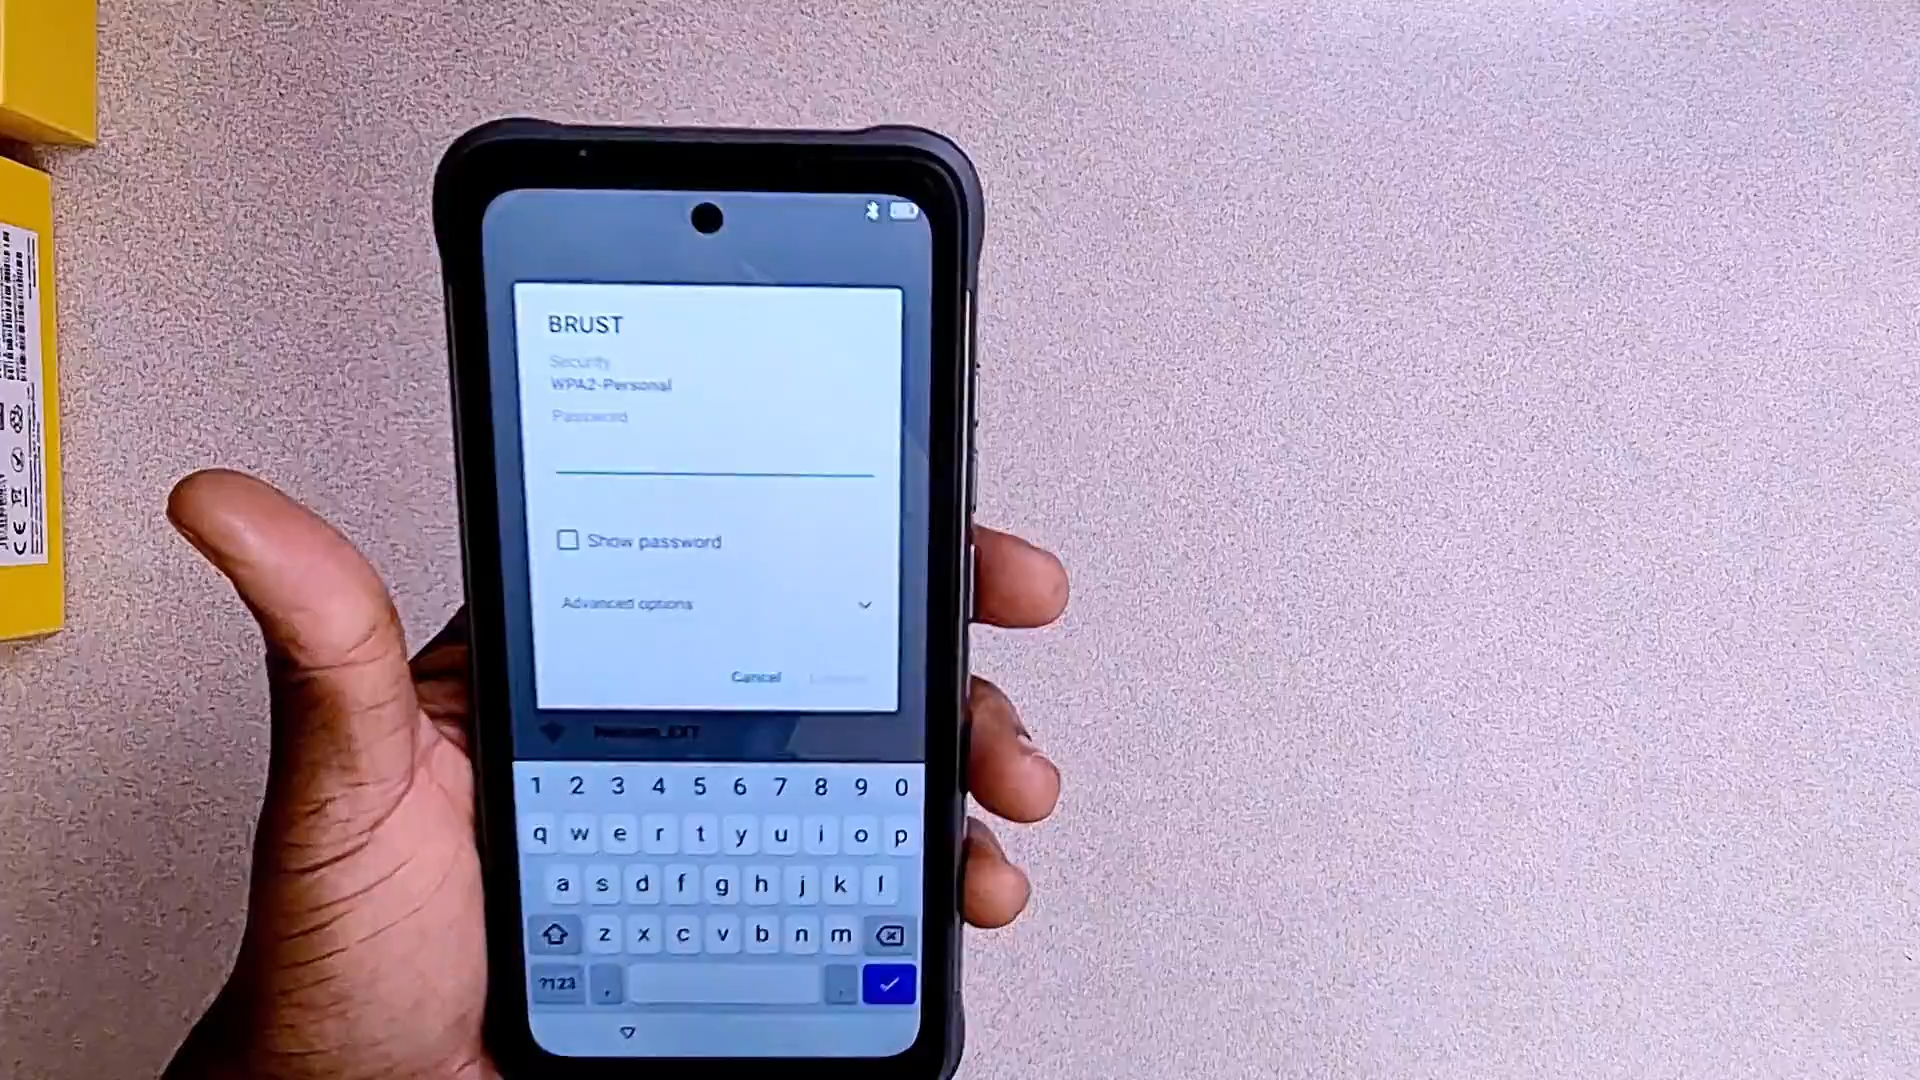 BRUST
Security
WPA2-Personal
Password
Show password
Advanced options
Cancel
1 2 3 4 5 6 7 8 9 0
q w e r t y u i o p
a s d f g h j k l
z x c v b n m
?123 , .